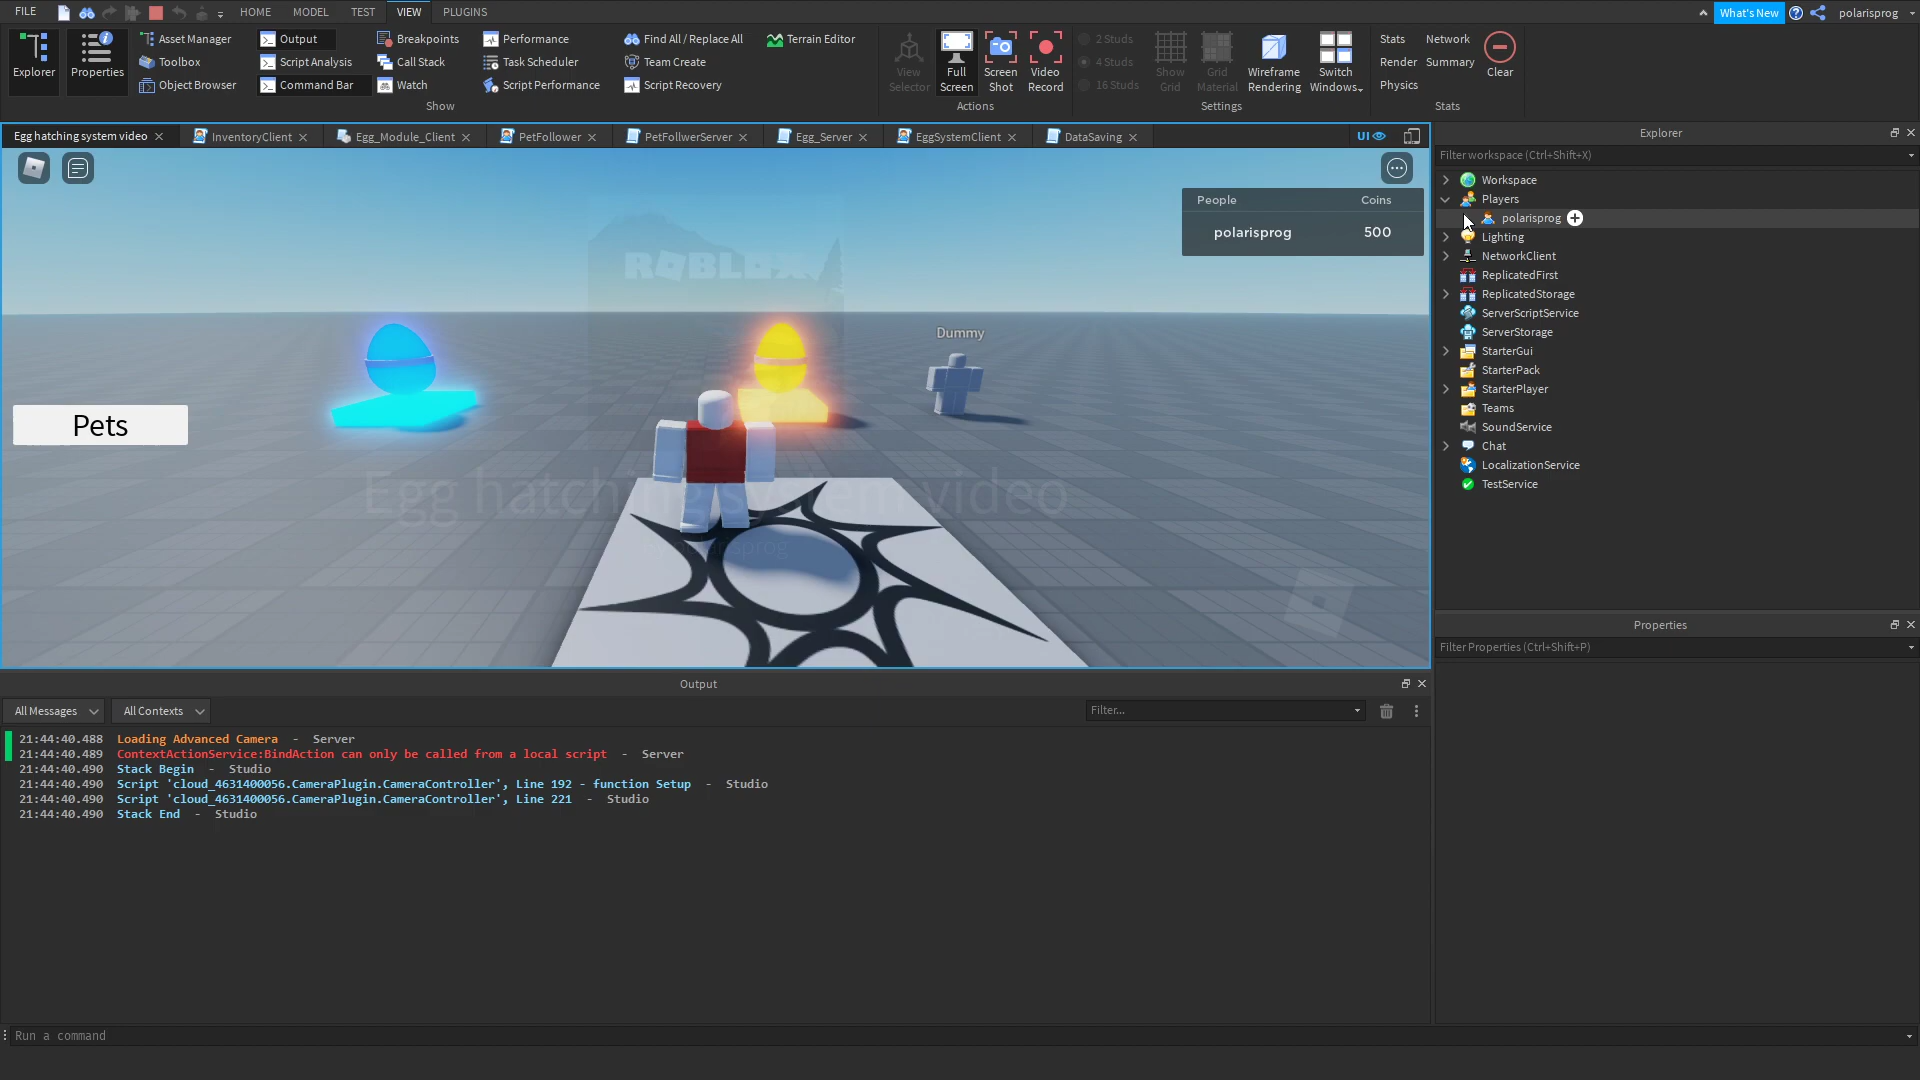 FILE
HOME
MODEL
TEST
VIEW
PLUGINS
What's New
polarisprog
Explorer
Properties
Asset Manager
Toolbox
Object Browser
Output
Script Analysis
Command Bar
Breakpoints
Call Stack
Watch
Performance
Task Scheduler
Script Performance
Find All / Replace All
Team Create
Script Recovery
Terrain Editor
Show
View Selector
Full Screen
Screen Shot
Video Record
Actions
2 Studs
4 Studs
16 Studs
Show Grid
Grid Material
Wireframe Rendering
Switch Windows
Settings
Stats
Network
Render
Summary
Physics
Clear
Stats
Egg hatching system video
InventoryClient
Egg_Module_Client
PetFollower
PetFollwerServer
Egg_Server
EggSystemClient
DataSaving
UI
People Coins
polarisprog 500
ROBLOX
Dummy
Pets
Egg hatching system video
Output
All Messages
All Contexts
Filter...
21:44:40.488 Loading Advanced Camera - Server
21:44:40.489 ContextActionService:BindAction can only be called from a local script - Server
21:44:40.490 Stack Begin - Studio
21:44:40.490 Script 'cloud_4631400056.CameraPlugin.CameraController', Line 192 - function Setup - Studio
21:44:40.490 Script 'cloud_4631400056.CameraPlugin.CameraController', Line 221 - Studio
21:44:40.490 Stack End - Studio
Run a command
Explorer
Filter workspace (Ctrl+Shift+X)
Workspace
Players
polarisprog
Lighting
NetworkClient
ReplicatedFirst
ReplicatedStorage
ServerScriptService
ServerStorage
StarterGui
StarterPack
StarterPlayer
Teams
SoundService
Chat
LocalizationService
TestService
Properties
Filter Properties (Ctrl+Shift+P)